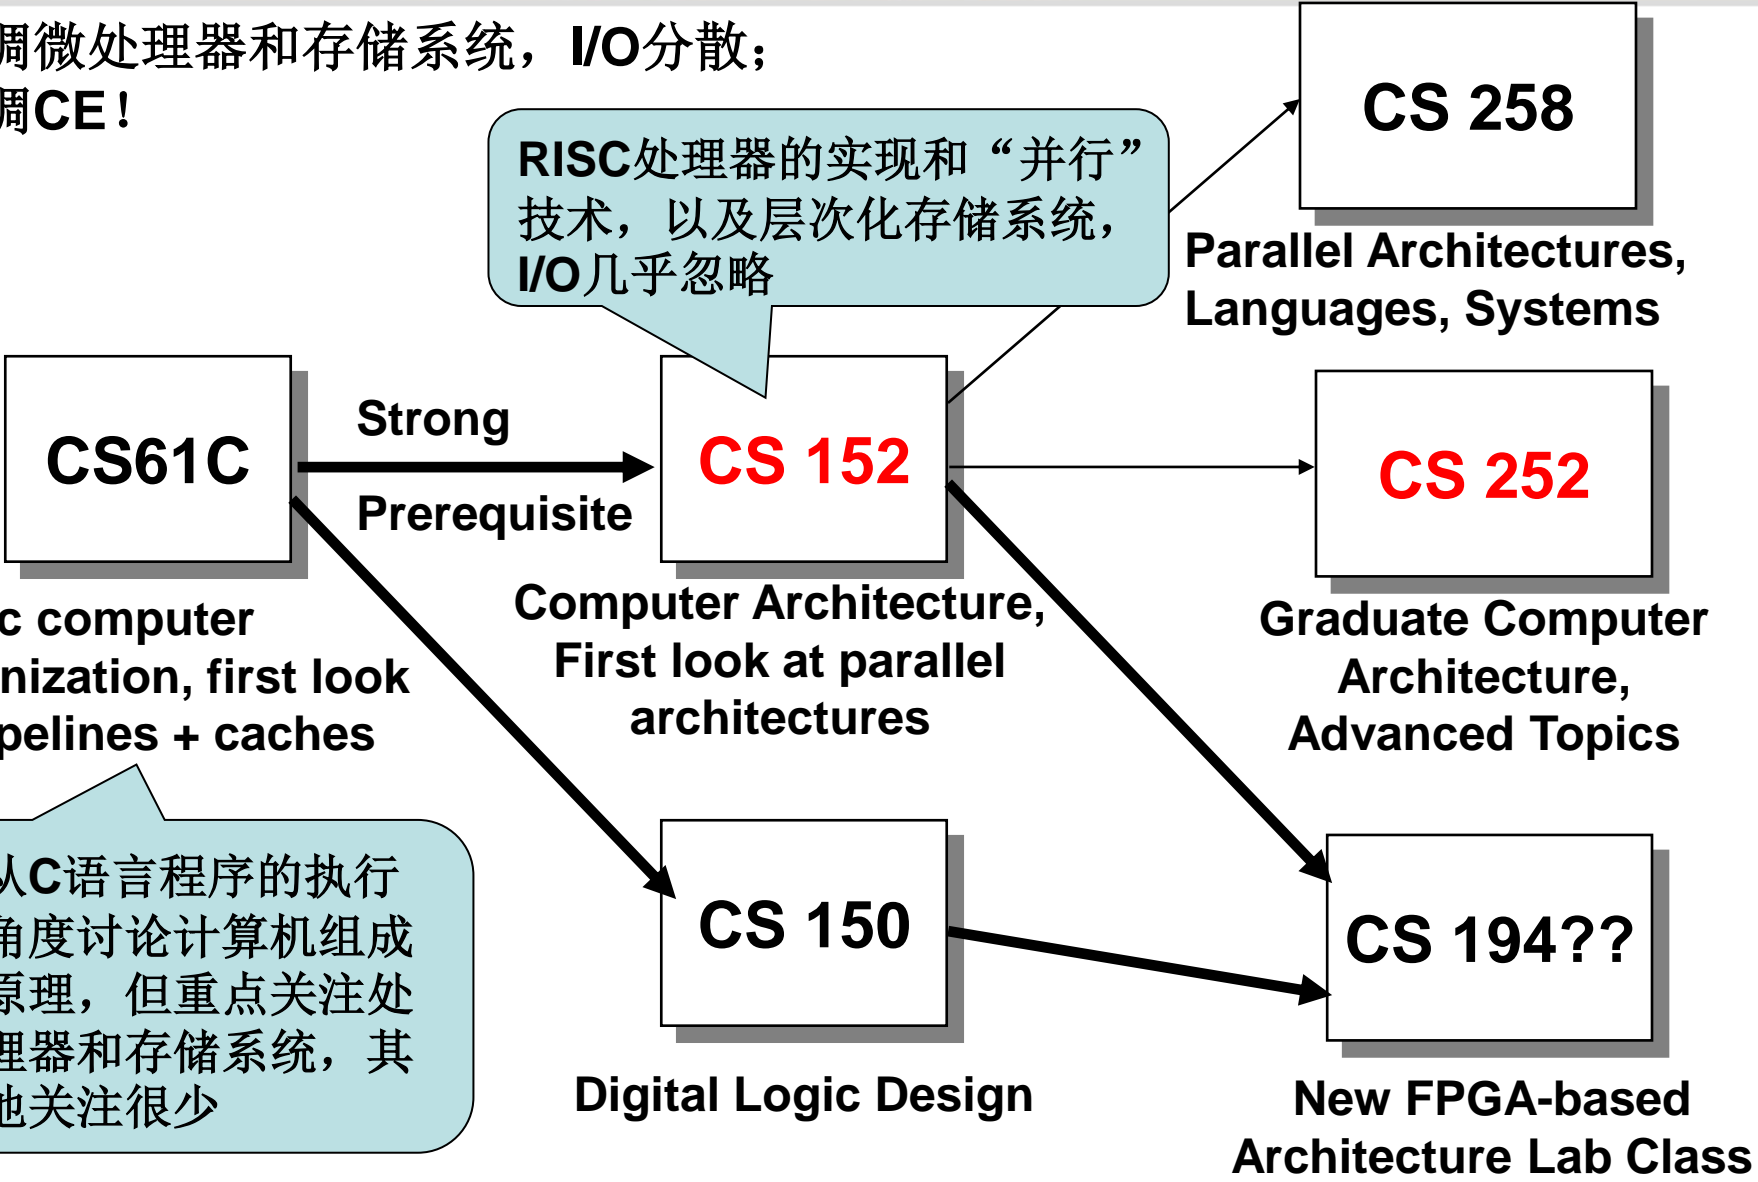 调微处理器和存储系统，I/O分散；
调CE！
RISC处理器的实现和“并行”
技术，以及层次化存储系统，
I/O几乎忽略
CS 258
Parallel Architectures,
Languages, Systems
CS61C
Strong
Prerequisite
CS 152
CS 252
c computer
nization, first look
pelines + caches
Computer Architecture,
First look at parallel
architectures
Graduate Computer
Architecture,
Advanced Topics
从C语言程序的执行
角度讨论计算机组成
原理，但重点关注处
理器和存储系统，其
他关注很少
CS 150
Digital Logic Design
CS 194??
New FPGA-based
Architecture Lab Class